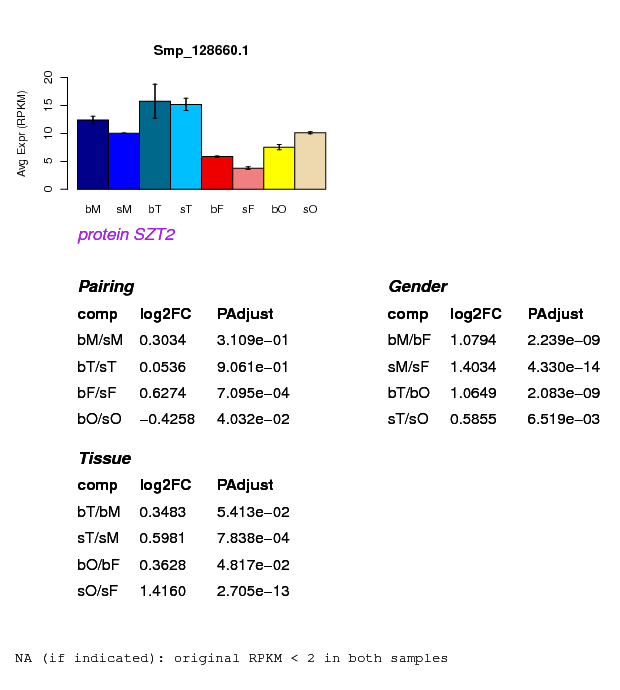 Smp_128660.1
Avg Expr (RPKM)
20
15
10
5
0
bM sM bT sT bF sF bO sO
protein SZT2
Pairing
comp log2FC PAdjust
bM/sM 0.3034 3.109e−01
bT/sT 0.0536 9.061e−01
bF/sF 0.6274 7.095e−04
bO/sO −0.4258 4.032e−02
Gender
comp log2FC PAdjust
bM/bF 1.0794 2.239e−09
sM/sF 1.4034 4.330e−14
bT/bO 1.0649 2.083e−09
sT/sO 0.5855 6.519e−03
Tissue
comp log2FC PAdjust
bT/bM 0.3483 5.413e−02
sT/sM 0.5981 7.838e−04
bO/bF 0.3628 4.817e−02
sO/sF 1.4160 2.705e−13
NA (if indicated): original RPKM < 2 in both samples